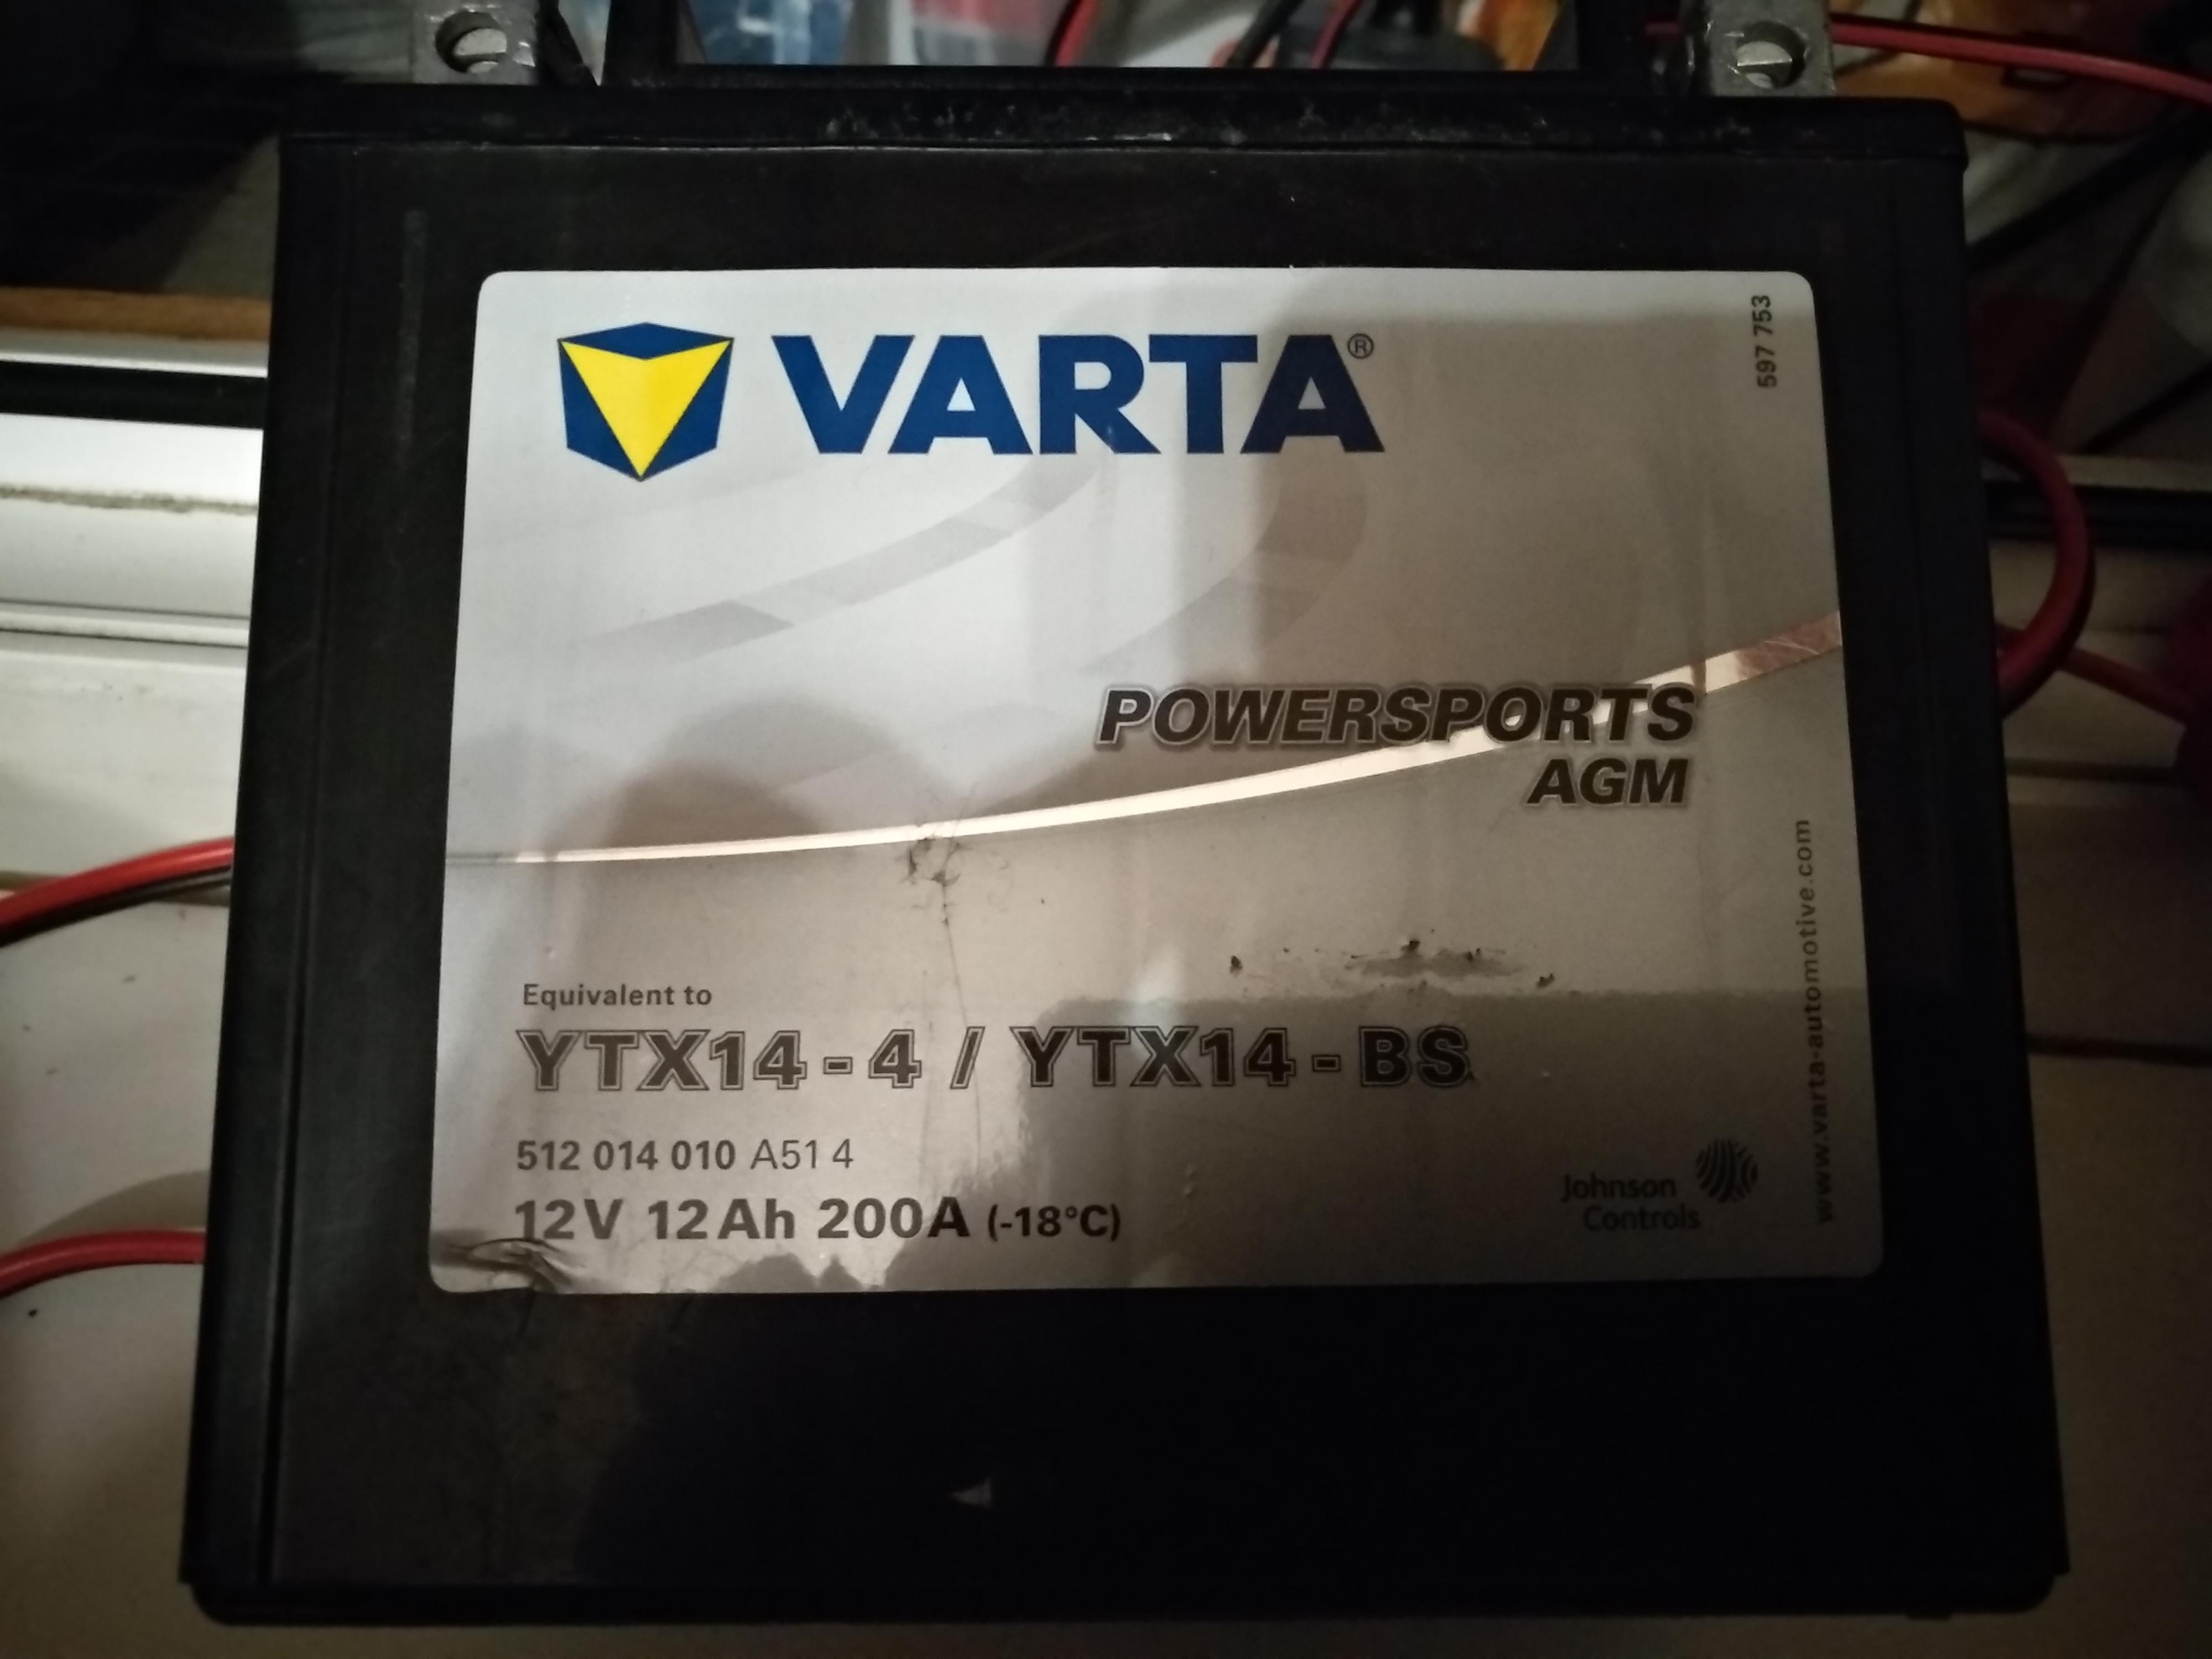 VARTA®
597 753
POWERSPORTS
AGM
www.varta-automotive.com
Equivalent to
YTX14-4 / YTX14-BS
512 014 010 A51 4
12V 12Ah 200A (-18°C)
Johnson
Controls